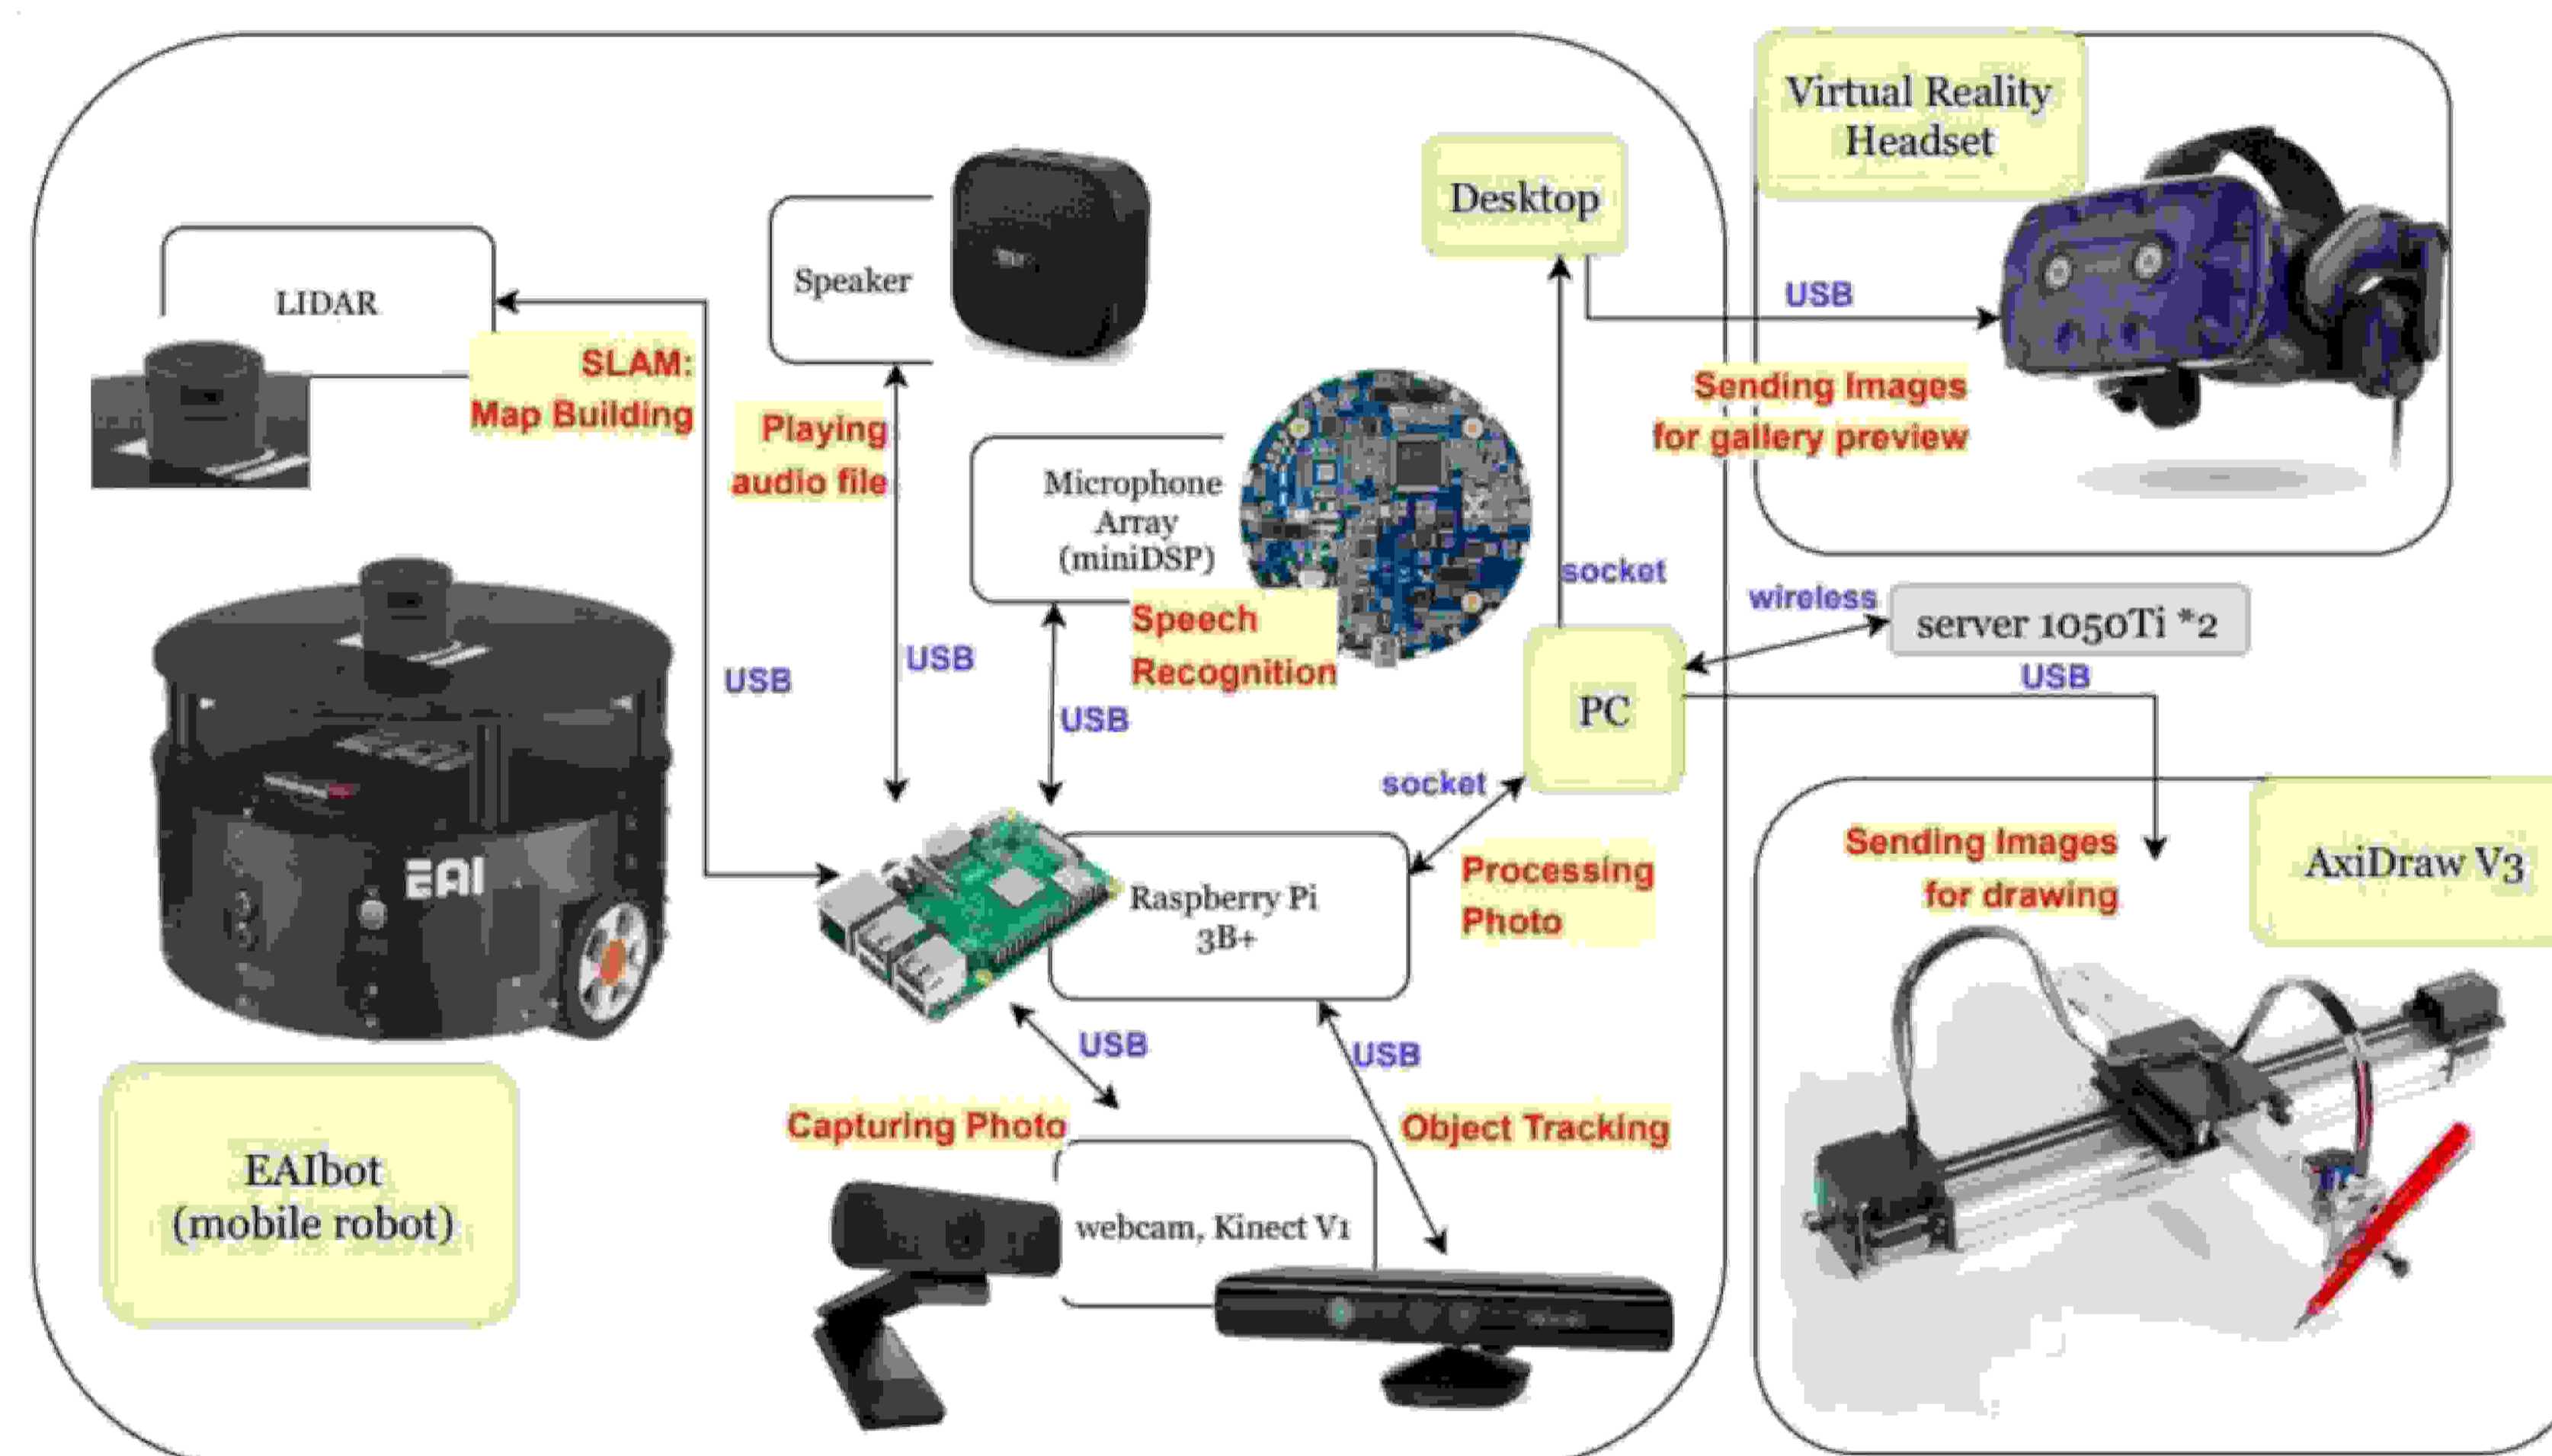 Virtual Reality
Headset
Desktop
Speaker
LIDAR
USB
SLAM:
Map Building
Playing
audio file
Sending Images
for gallery preview
Microphone
Array
(miniDSP)
socket
wireless
server 1050Ti *2
Speech
Recognition
USB
USB
USB
USB
PC
socket
EAI
Raspberry Pi
3B+
Processing
Photo
Sending Images
for drawing
AxiDraw V3
USB
USB
Capturing Photo
Object Tracking
EAIbot
(mobile robot)
webcam, Kinect V1